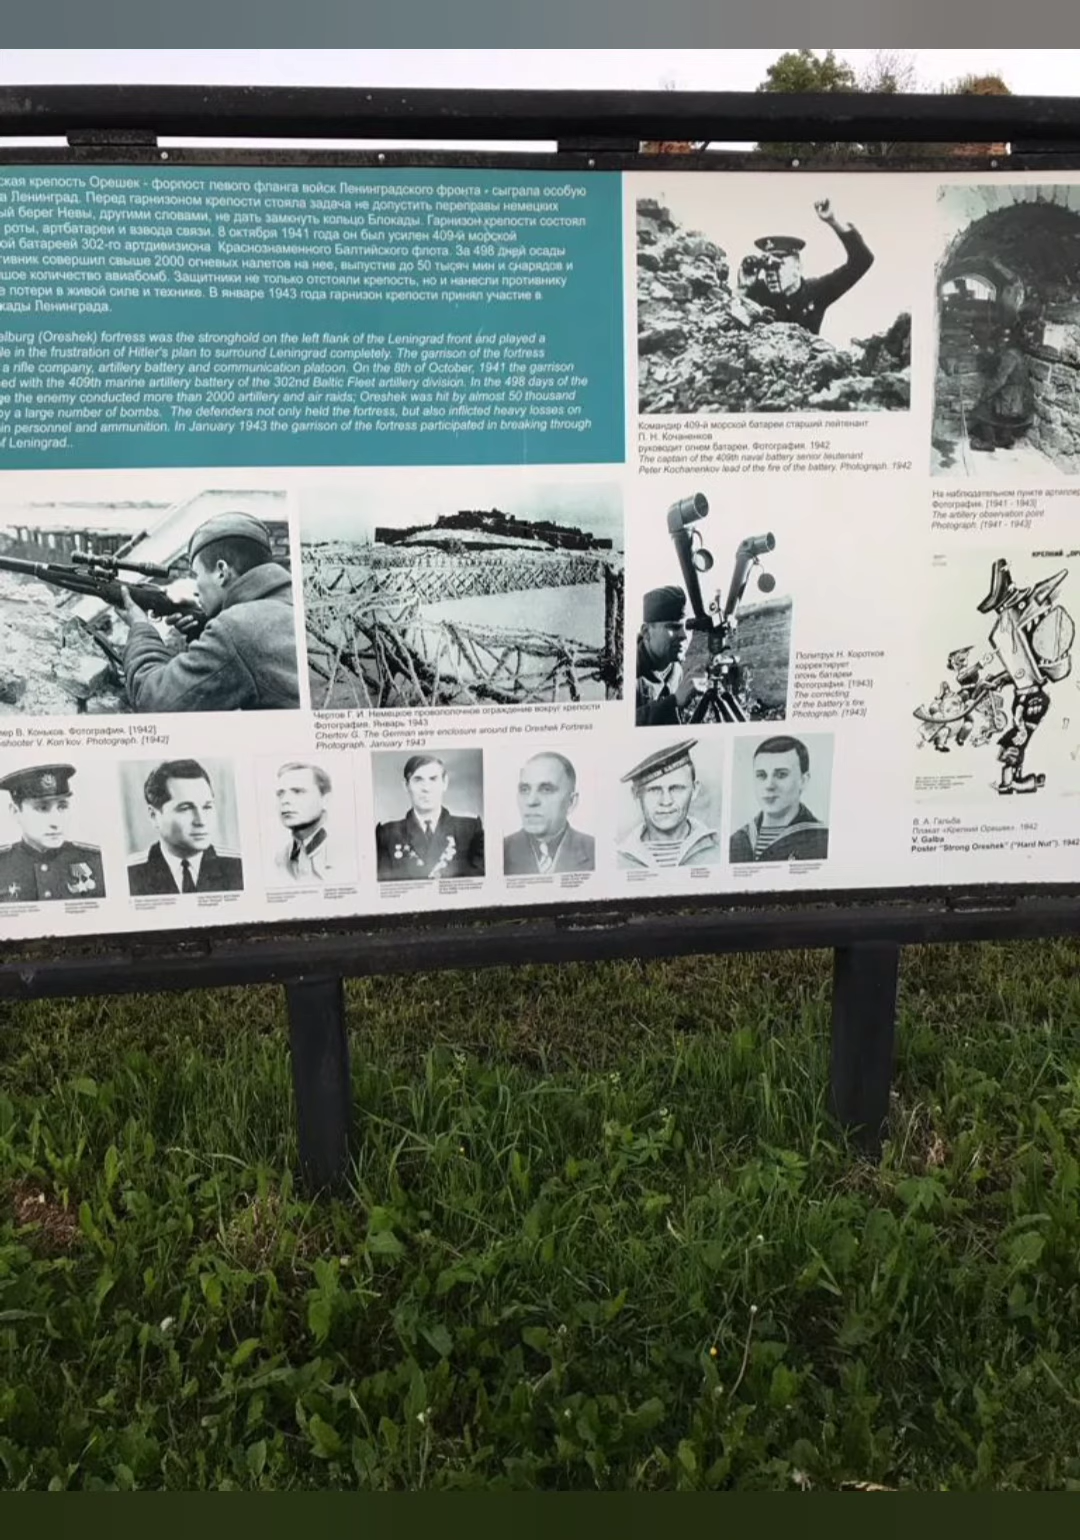 ская крепость Орешек - форпост левого фланга войск Ленинградского фронта - сыграла особую
а Ленинград. Перед гарнизоном крепости стояла задача не допустить переправы немецких
ый берег Невы, другими словами, не дать замкнуть кольцо Блокады. Гарнизон крепости состоял
роты, артбатареи и взвода связи. 8 октября 1941 года он был усилен 409-й морской
ой батареей 302-го артдивизиона Краснознаменного Балтийского флота. За 498 дней осады
тивник совершил свыше 2000 огневых налетов на нее, выпустив до 50 тысяч мин и снарядов и
шое количество авиабомб. Защитники не только отстояли крепость, но и нанесли противнику
е потери в живой силе и технике. В январе 1943 года гарнизон крепости принял участие в
кады Ленинграда.
elburg (Oreshek) fortress was the stronghold on the left flank of the Leningrad front and played a
le in the frustration of Hitler's plan to surround Leningrad completely. The garrison of the fortress
a rifle company, artillery battery and communication platoon. On the 8th of October, 1941 the garrison
ed with the 409th marine artillery battery of the 302nd Baltic Fleet artillery division. In the 498 days of the
ge the enemy conducted more than 2000 artillery and air raids; Oreshek was hit by almost 50 thousand
by a large number of bombs. The defenders not only held the fortress, but also inflicted heavy losses on
in personnel and ammunition. In January 1943 the garrison of the fortress participated in breaking through
f Leningrad..
Командир 409-й морской батареи старший лейтенант
П. Н. Кочаненков
руководит огнем батареи. Фотография. 1942
The captain of the 409th naval battery senior lieutenant
Peter Kochanenkov lead of the fire of the battery. Photograph. 1942
На наблюдательном пункте артиллер
Фотография. [1941 - 1943]
The artillery observation point
Photograph. [1941 - 1943]
пер В. Коньков. Фотография. [1942]
shooter V. Kon'kov. Photograph. [1942]
Чертов Г. И. Немецкое проволочное ограждение вокруг крепости
Фотография. Январь 1943
Chertov G. The German wire enclosure around the Oreshek Fortress
Photograph. January 1943
Политрук Н. Коротков
корректирует
огонь батареи
Фотография. [1943]
The correcting
of the battery's fire
Photograph. [1943]
КРЕПКИЙ „ОР
В. А. Гальба
Плакат «Крепкий Орешек». 1942
V. Galba
Poster "Strong Oreshek" ("Hard Nut"). 1942